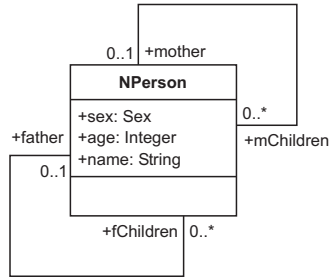 0..1 +mother
NPerson
+sex: Sex
+age: Integer
+name: String
0..*
+mChildren
+father
0..1
+fChildren 0..*